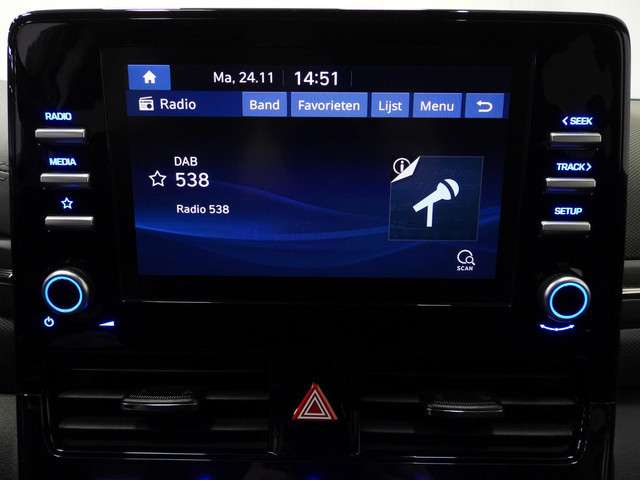 Ma, 24.11 14:51
Radio Band Favorieten Lijst Menu
RADIO
MEDIA
DAB
538
Radio 538
SCAN
< SEEK
TRACK >
SETUP